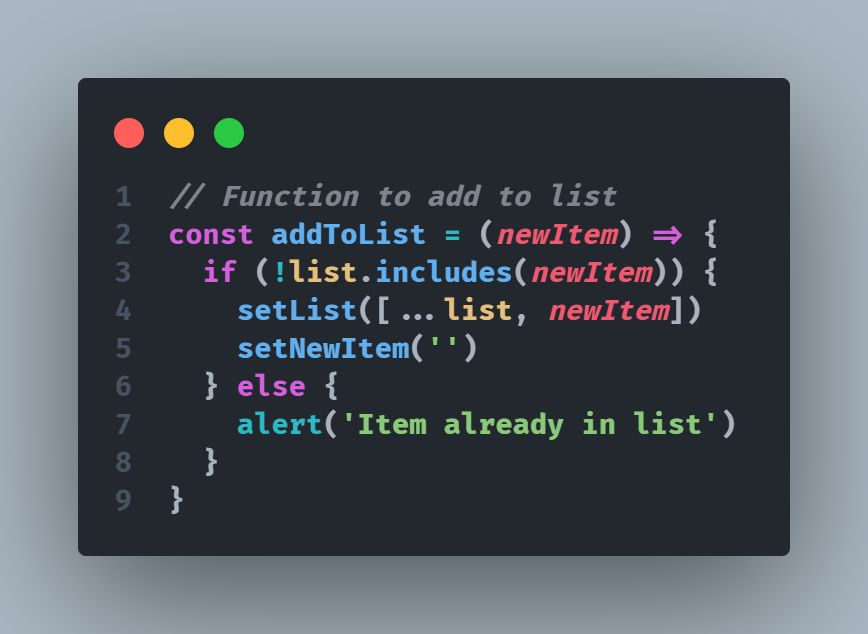 1 // Function to add to list
2 const addToList = (newItem) => {
3   if (!list.includes(newItem)) {
4     setList([...list, newItem])
5     setNewItem('')
6   } else {
7     alert('Item already in list')
8   }
9 }